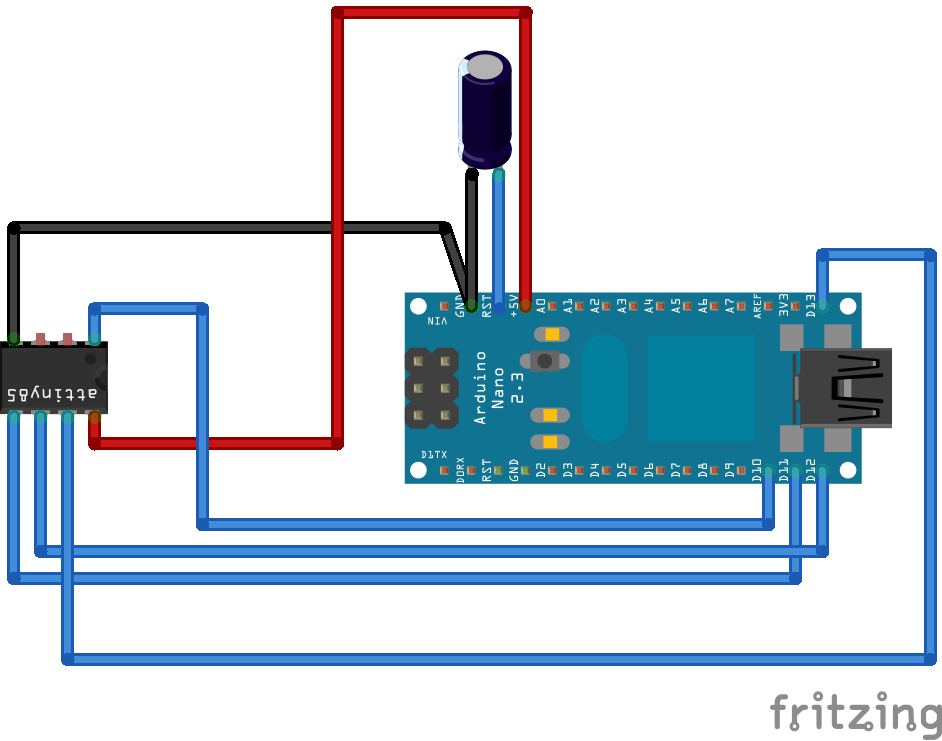 GND
RST
+5V
A0
A1
A2
A3
A4
A5
A6
A7
AREF
3V3
D13
VIN
attiny85
Arduino
Nano
2.3
D1TX
D0RX
RST
GND
D2
D3
D4
D5
D6
D7
D8
D9
D10
D11
D12
fritzing